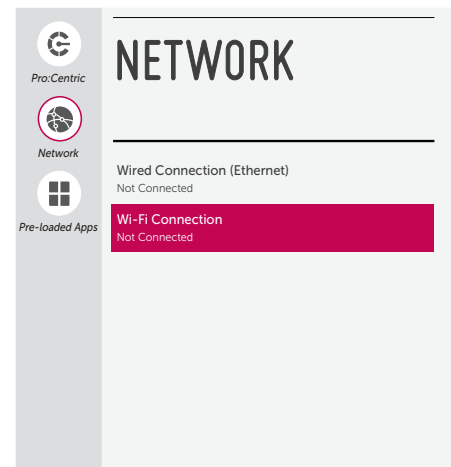 Pro:Centric
Network
Pre-loaded Apps
NETWORK
Wired Connection (Ethernet)
Not Connected
Wi-Fi Connection
Not Connected